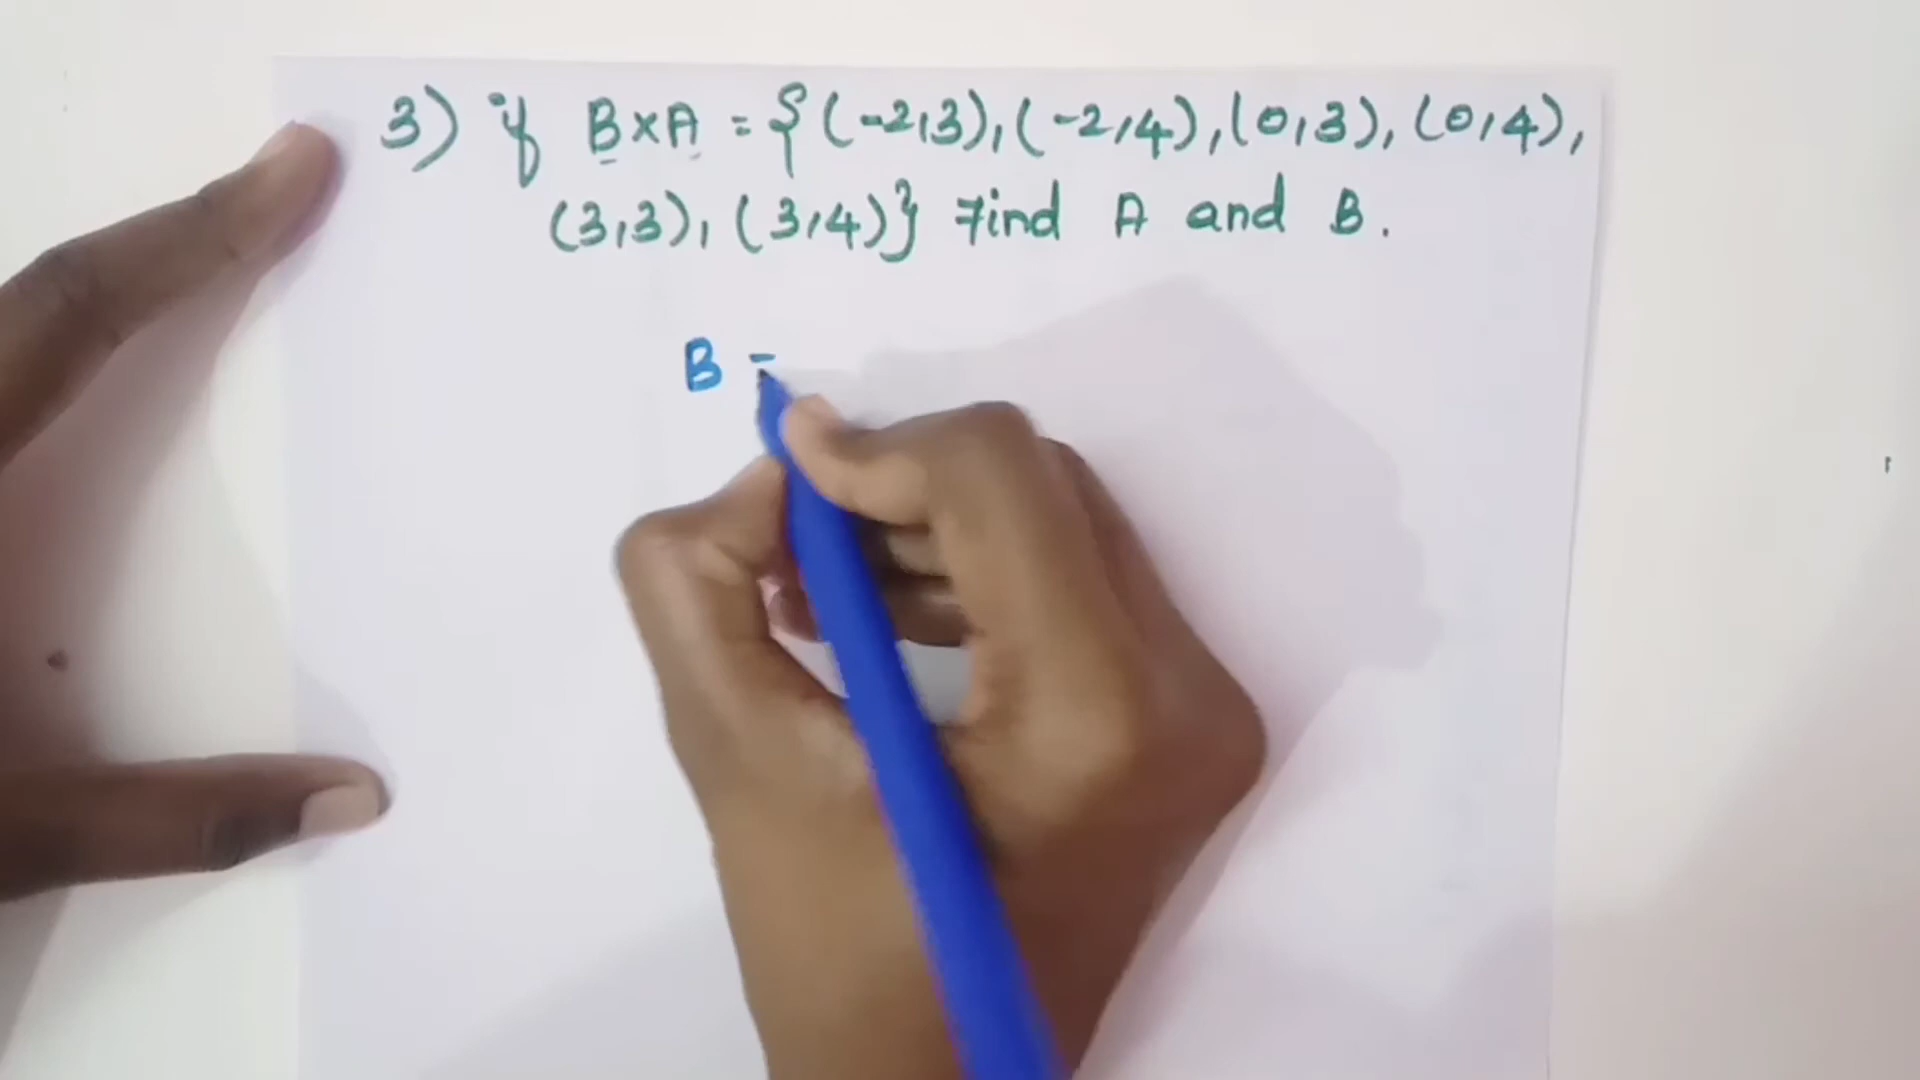 3) if B×A = {(-2,3),(-2,4),(0,3),(0,4),
(3,3),(3,4)} Find A and B.
B =